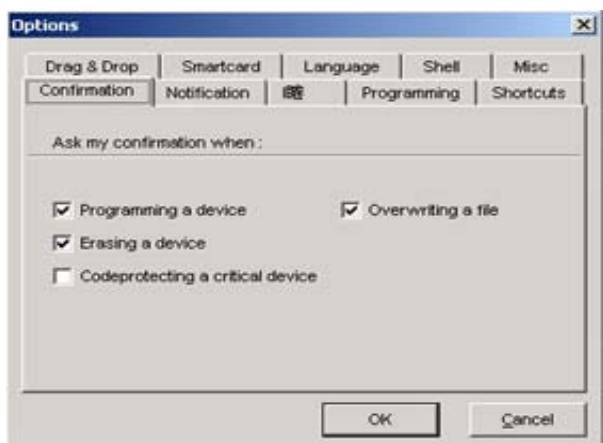 Options
Drag & Drop Smartcard Language Shell Misc
Confirmation Notification I²C Programming Shortcuts
Ask my confirmation when :
Programming a device Overwriting a file
Erasing a device
Codeprotecting a critical device
OK Cancel